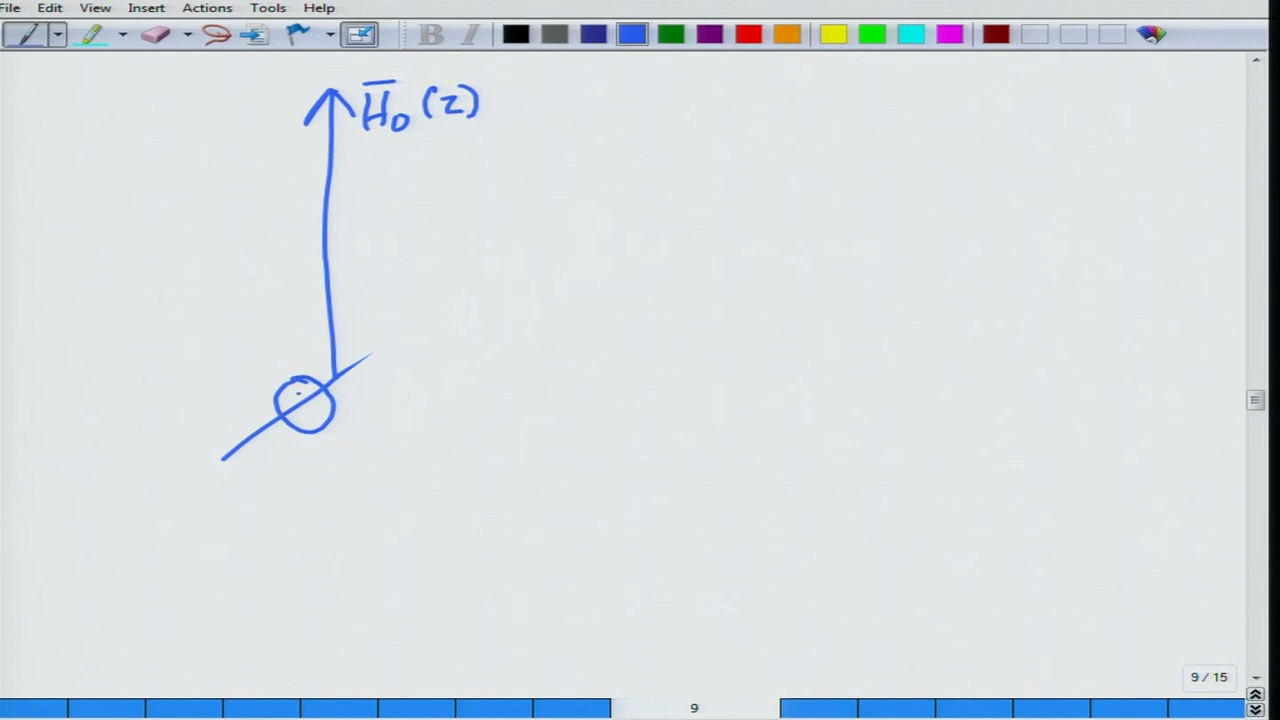 File Edit View Insert Actions Tools Help
B I
H̅₀ (z)
9 / 15
9